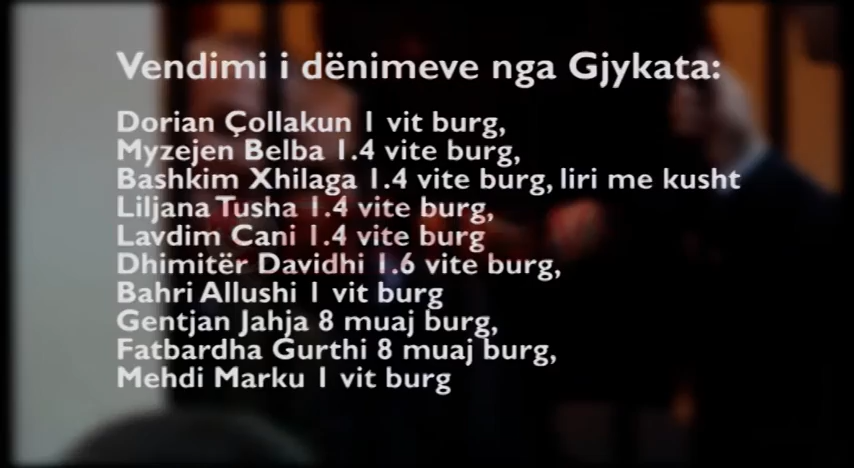 Vendimi i dënimeve nga Gjykata:
Dorian Çollakun 1 vit burg,
Myzejen Belba 1.4 vite burg,
Bashkim Xhilaga 1.4 vite burg, liri me kusht
Liljana Tusha 1.4 vite burg,
Lavdim Cani 1.4 vite burg
Dhimitër Davidhi 1.6 vite burg,
Bahri Allushi 1 vit burg
Gentjan Jahja 8 muaj burg,
Fatbardha Gurthi 8 muaj burg,
Mehdi Marku 1 vit burg